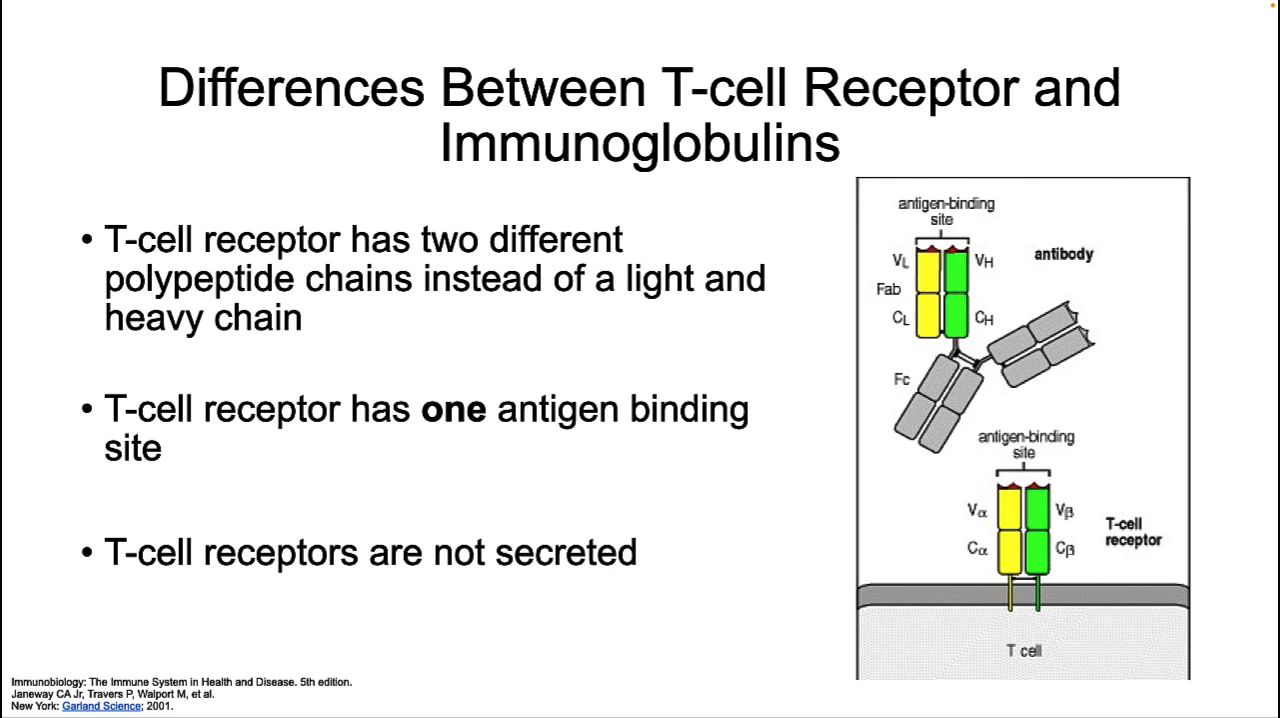 Differences Between T-cell Receptor and
Immunoglobulins
• T-cell receptor has two different
polypeptide chains instead of a light and
heavy chain
• T-cell receptor has one antigen binding
site
• T-cell receptors are not secreted
antigen-binding
site
antibody
VL
VH
Fab
CL
CH
Fc
antigen-binding
site
Vα
Vβ
T-cell
receptor
Cα
Cβ
T cell
Immunobiology: The Immune System in Health and Disease. 5th edition.
Janeway CA Jr, Travers P, Walport M, et al.
New York: Garland Science; 2001.